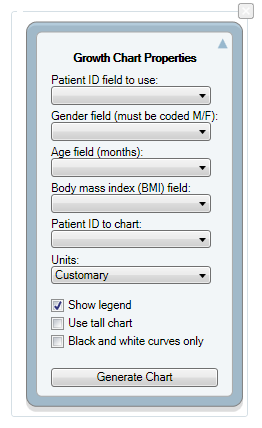 Growth Chart Properties
Patient ID field to use:
Gender field (must be coded M/F):
Age field (months):
Body mass index (BMI) field:
Patient ID to chart:
Units:
Customary
Show legend
Use tall chart
Black and white curves only
Generate Chart